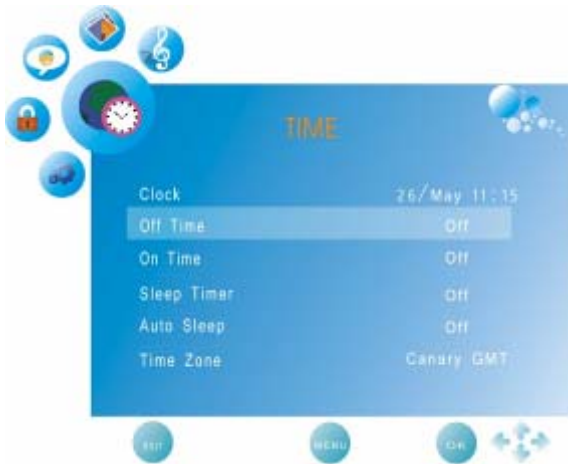 TIME
Clock 26/May 11:15
Off Time Off
On Time Off
Sleep Timer Off
Auto Sleep Off
Time Zone Canary GMT
EXIT MENU